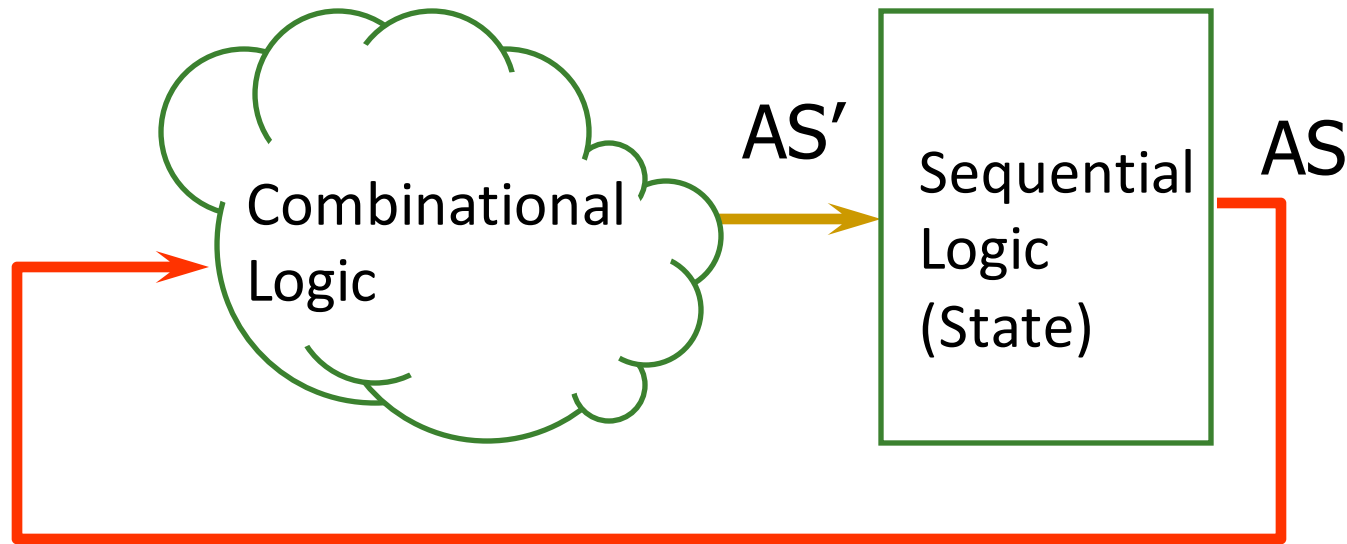 Combinational
Logic
AS′
Sequential
Logic
(State)
AS